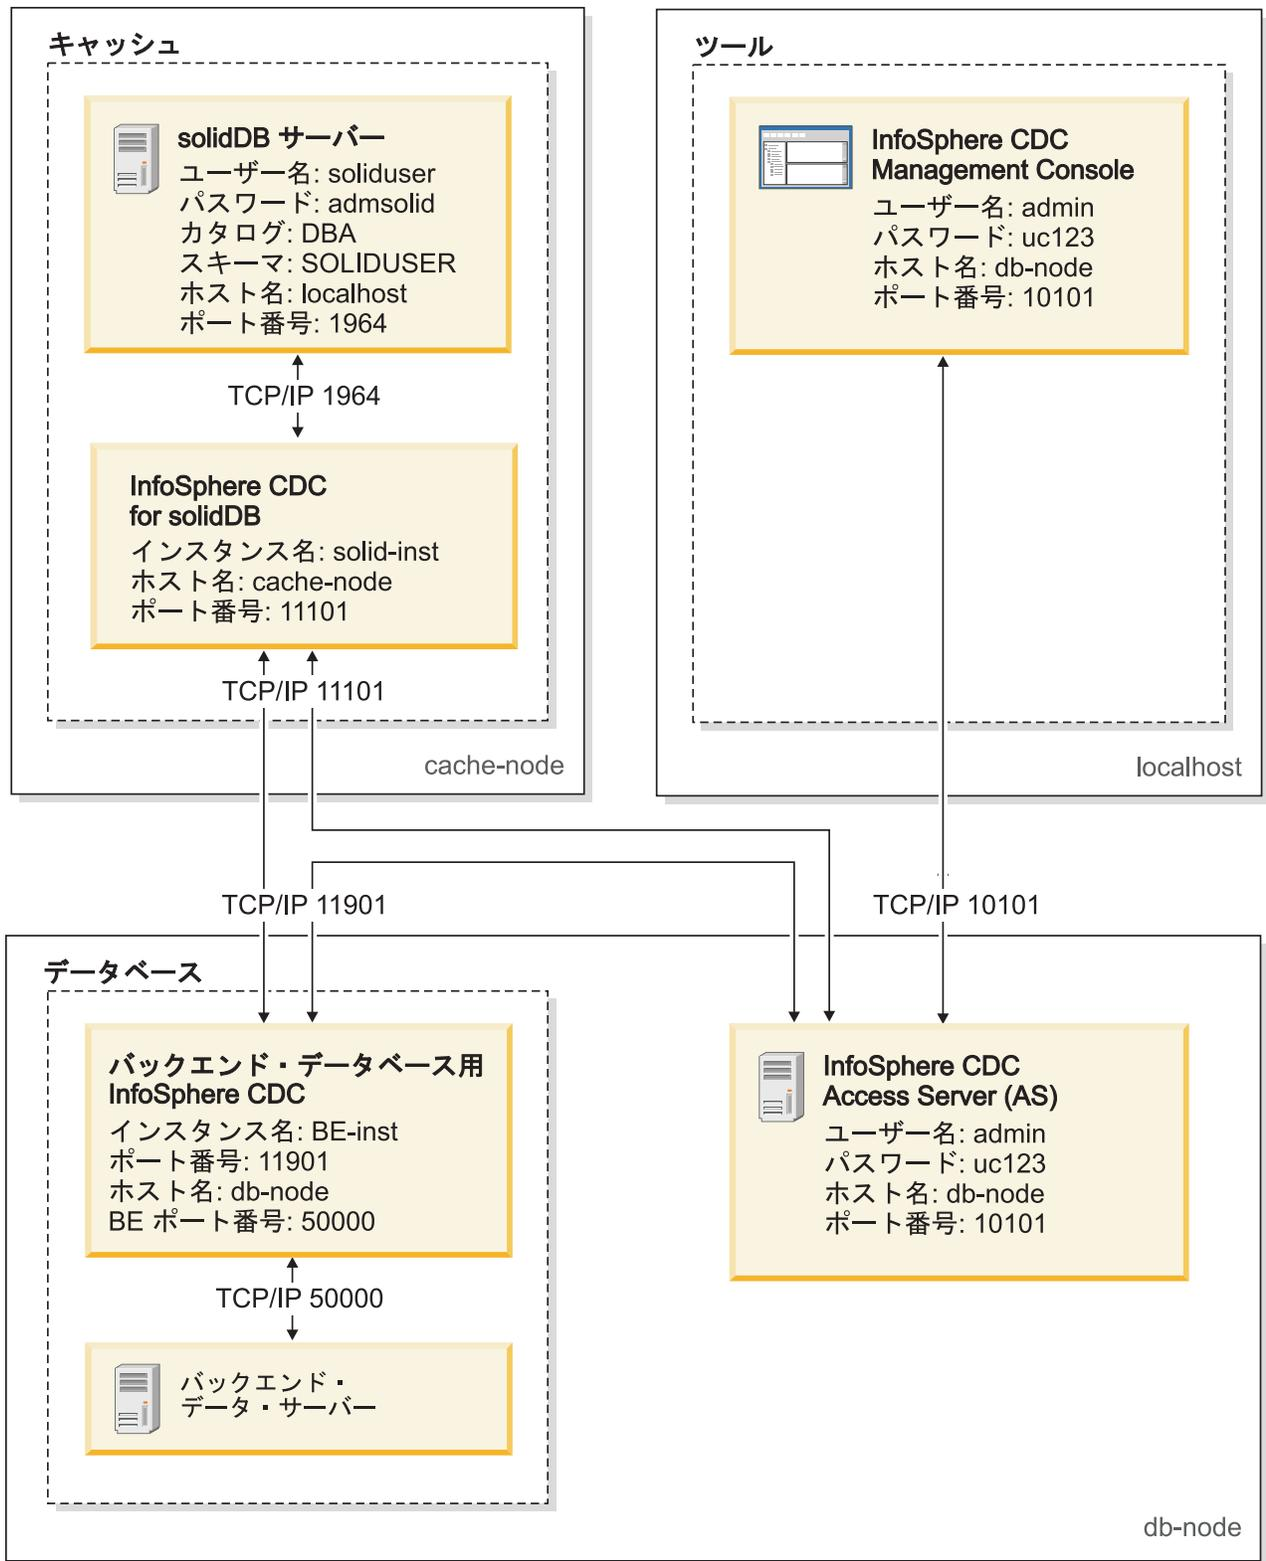 キャッシュ
solidDB サーバー
ユーザー名: soliduser
パスワード: admsolid
カタログ: DBA
スキーマ: SOLIDUSER
ホスト名: localhost
ポート番号: 1964
TCP/IP 1964
InfoSphere CDC
for solidDB
インスタンス名: solid-inst
ホスト名: cache-node
ポート番号: 11101
TCP/IP 11101
cache-node
ツール
InfoSphere CDC
Management Console
ユーザー名: admin
パスワード: uc123
ホスト名: db-node
ポート番号: 10101
localhost
TCP/IP 11901
TCP/IP 10101
データベース
バックエンド・データベース用
InfoSphere CDC
インスタンス名: BE-inst
ポート番号: 11901
ホスト名: db-node
BE ポート番号: 50000
TCP/IP 50000
バックエンド・
データ・サーバー
InfoSphere CDC
Access Server (AS)
ユーザー名: admin
パスワード: uc123
ホスト名: db-node
ポート番号: 10101
db-node